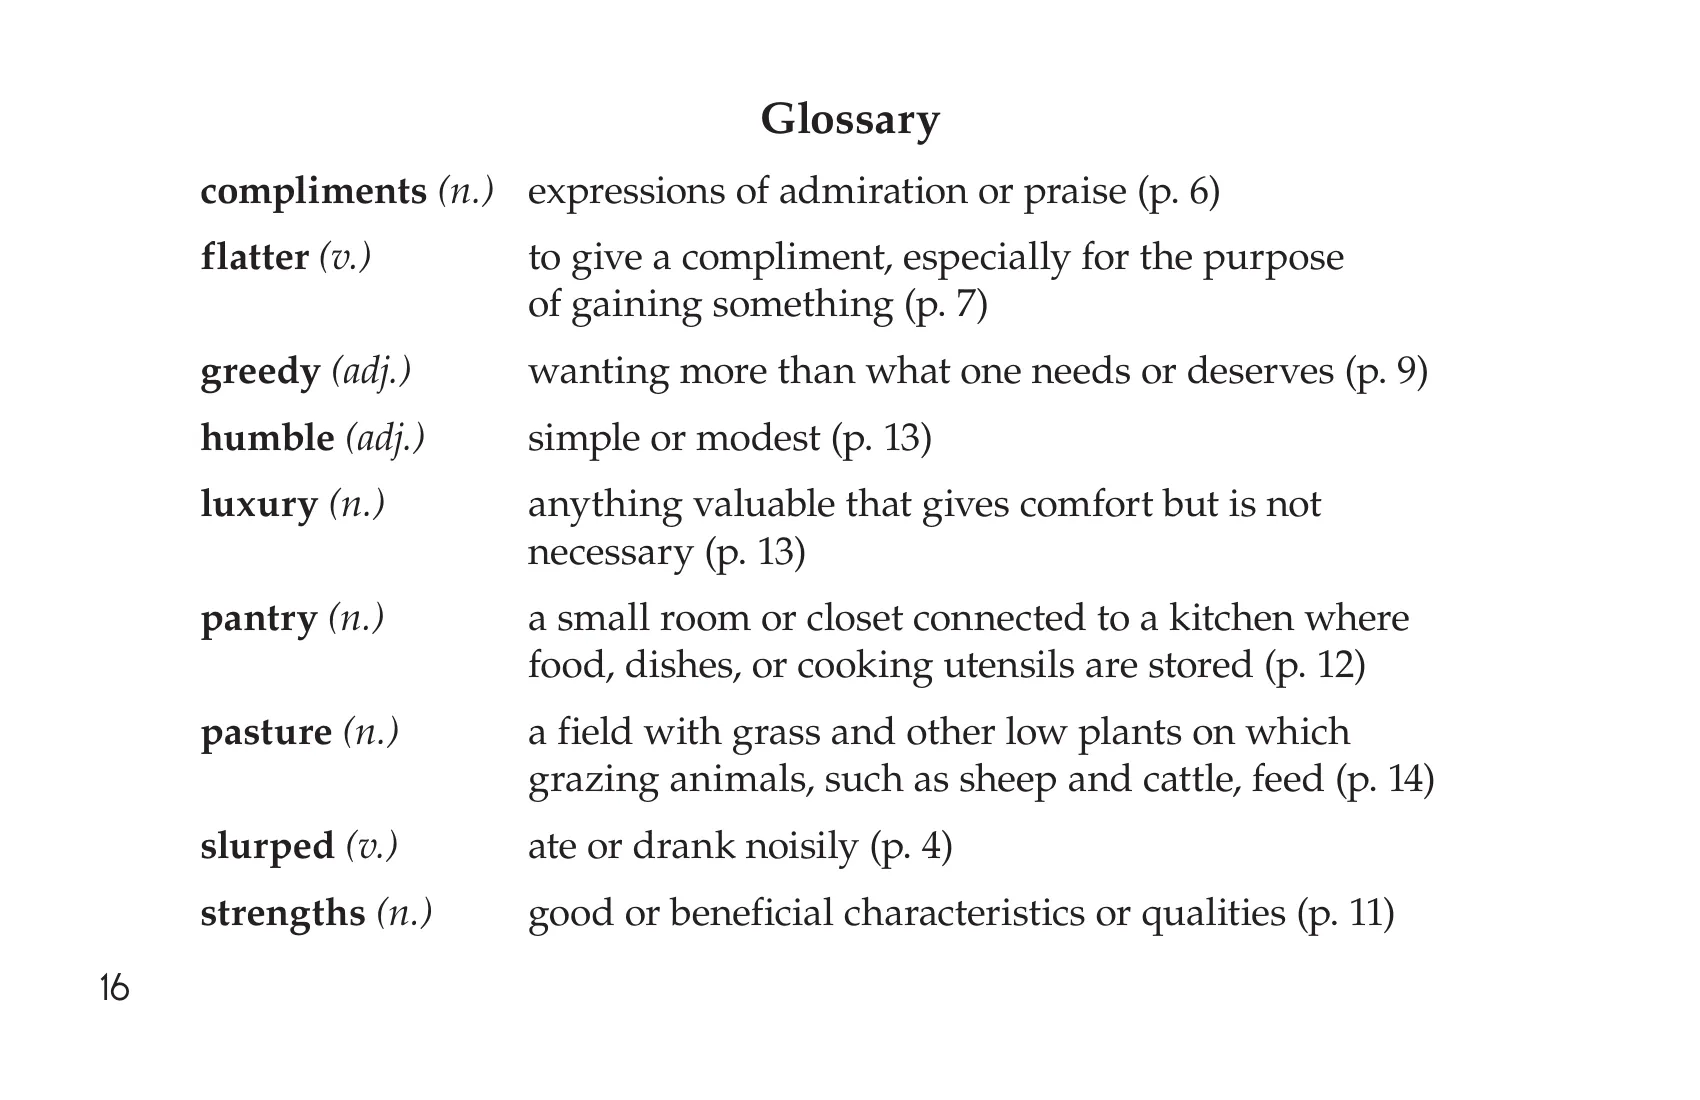 Glossary
compliments (n.) expressions of admiration or praise (p. 6)
flatter (v.) to give a compliment, especially for the purpose
of gaining something (p. 7)
greedy (adj.) wanting more than what one needs or deserves (p. 9)
humble (adj.) simple or modest (p. 13)
luxury (n.) anything valuable that gives comfort but is not
necessary (p. 13)
pantry (n.) a small room or closet connected to a kitchen where
food, dishes, or cooking utensils are stored (p. 12)
pasture (n.) a field with grass and other low plants on which
grazing animals, such as sheep and cattle, feed (p. 14)
slurped (v.) ate or drank noisily (p. 4)
strengths (n.) good or beneficial characteristics or qualities (p. 11)
16